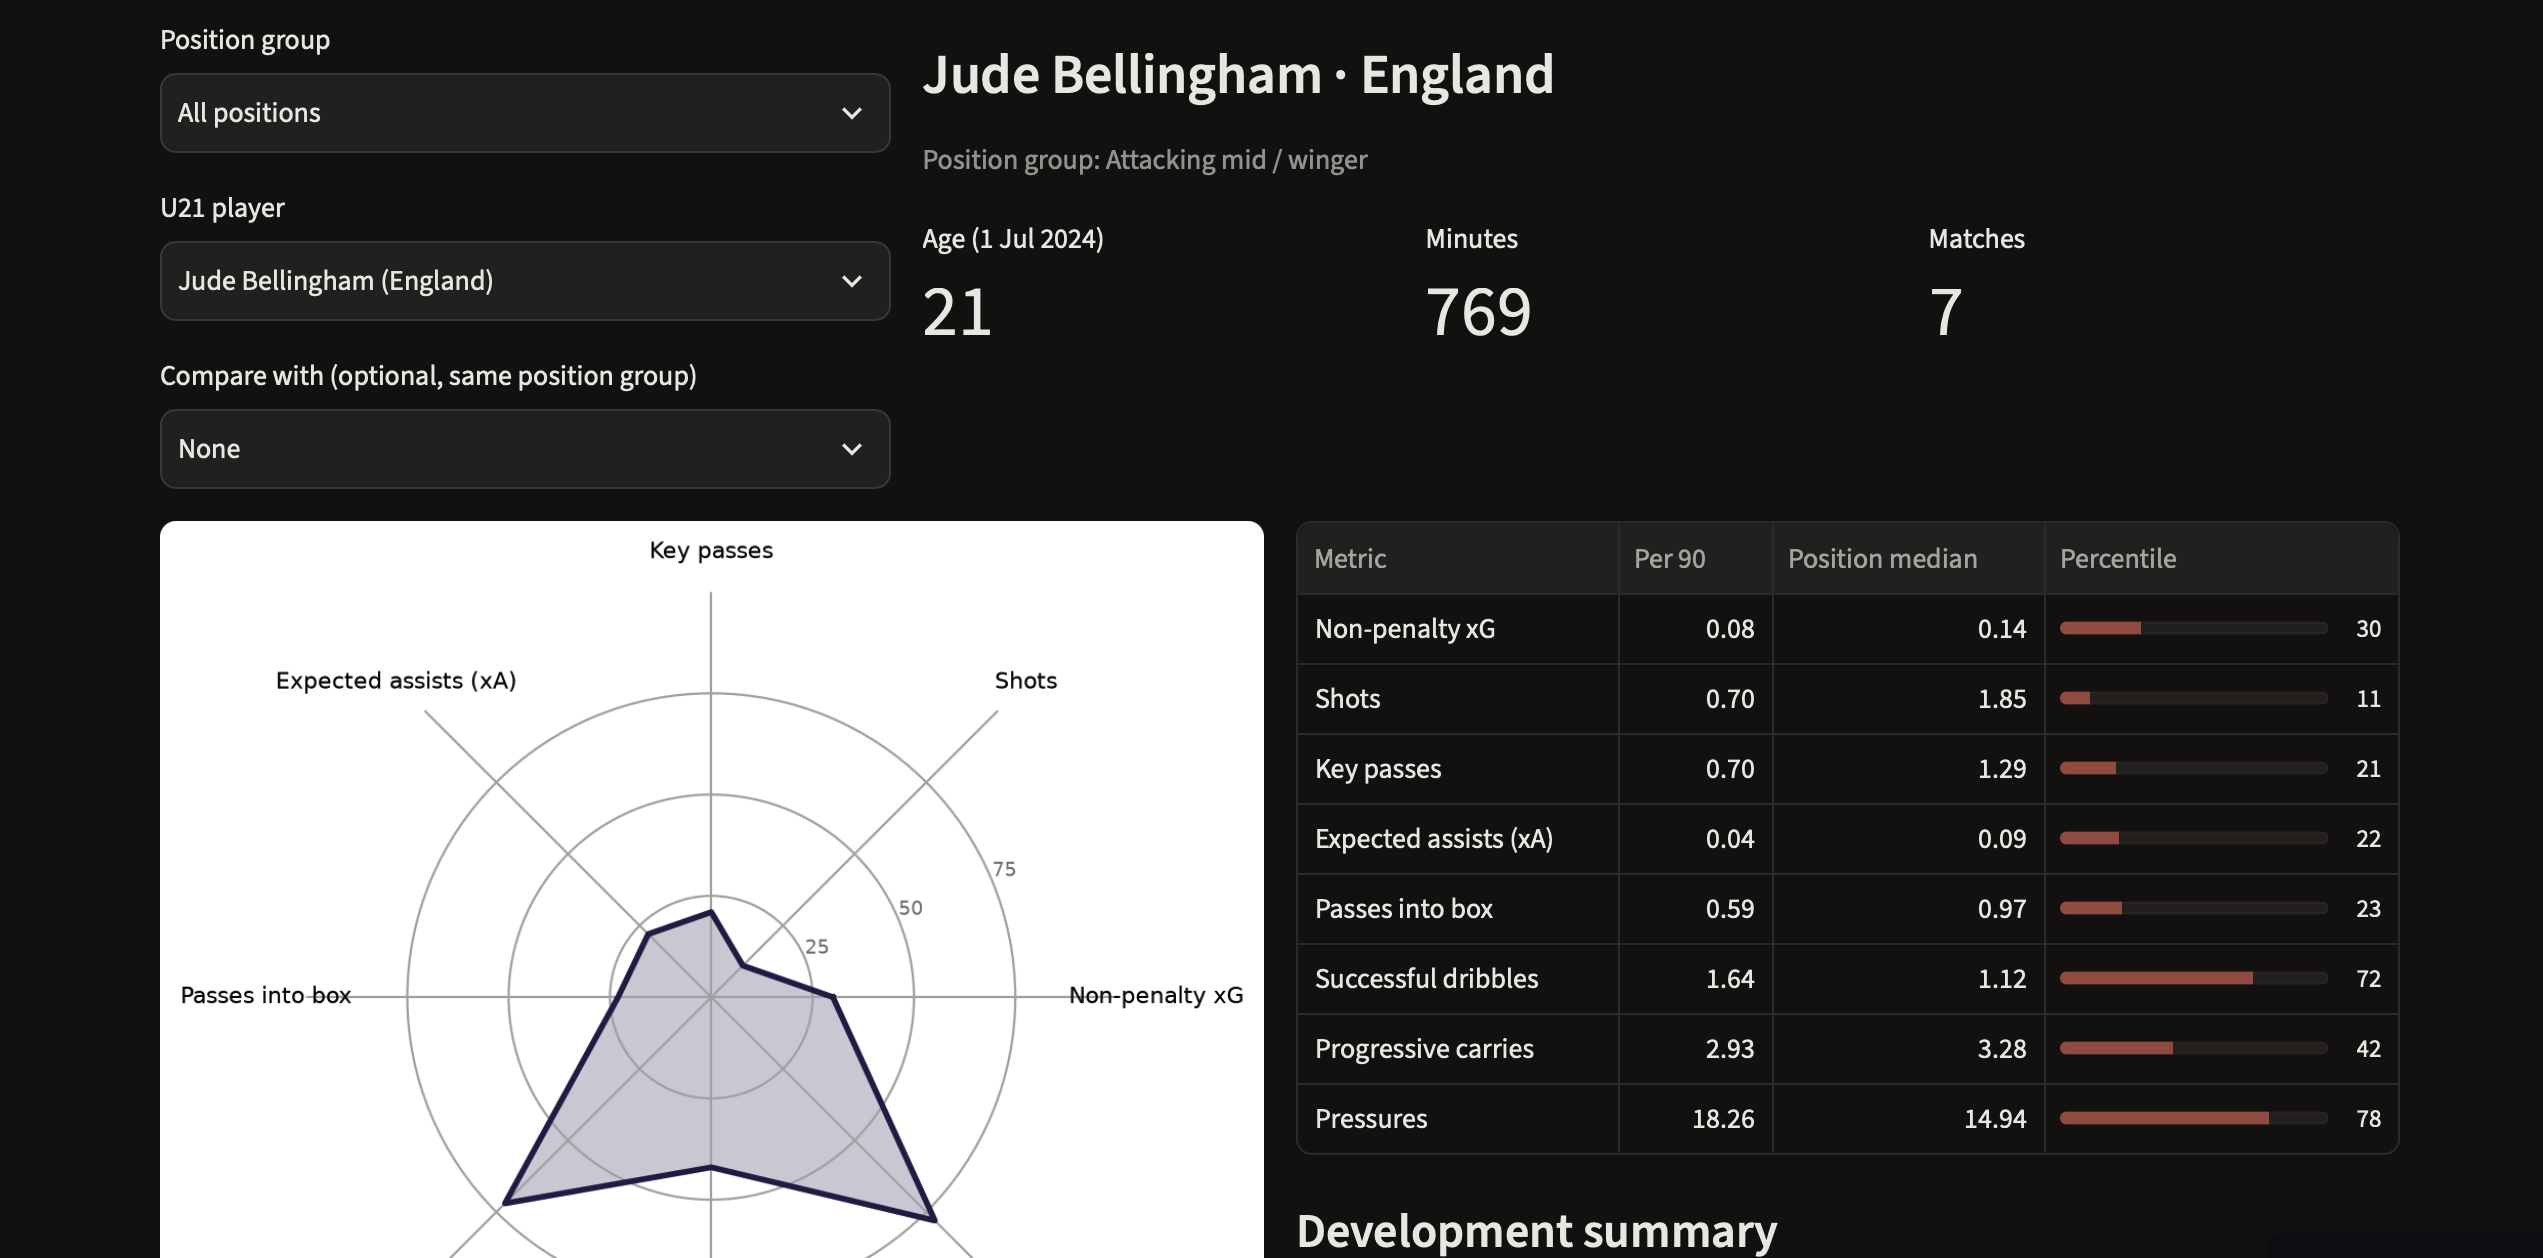 Position group
All positions
U21 player
Jude Bellingham (England)
Compare with (optional, same position group)
None
Jude Bellingham · England
Position group: Attacking mid / winger
Age (1 Jul 2024) Minutes Matches
21 769 7
Key passes
Expected assists (xA) Shots
75
50
25
Passes into box Non-penalty xG
Metric Per 90 Position median Percentile
Non-penalty xG 0.08 0.14 30
Shots 0.70 1.85 11
Key passes 0.70 1.29 21
Expected assists (xA) 0.04 0.09 22
Passes into box 0.59 0.97 23
Successful dribbles 1.64 1.12 72
Progressive carries 2.93 3.28 42
Pressures 18.26 14.94 78
Development summary